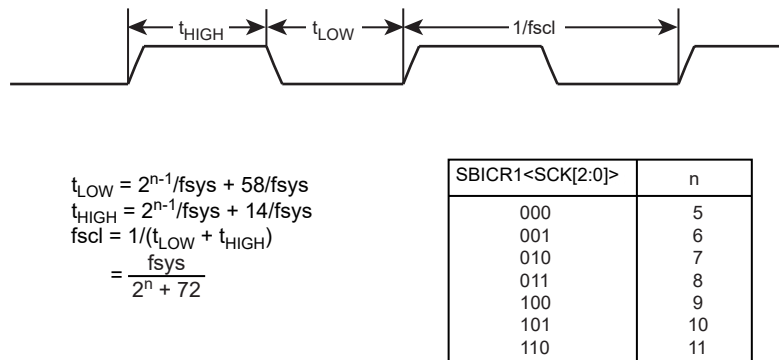 tHIGH tLOW 1/fscl
tLOW = 2n-1/fsys + 58/fsys
tHIGH = 2n-1/fsys + 14/fsys
fscl = 1/(tLOW + tHIGH)
= fsys
2n + 72
SBICR1<SCK[2:0]> n
000 5
001 6
010 7
011 8
100 9
101 10
110 11